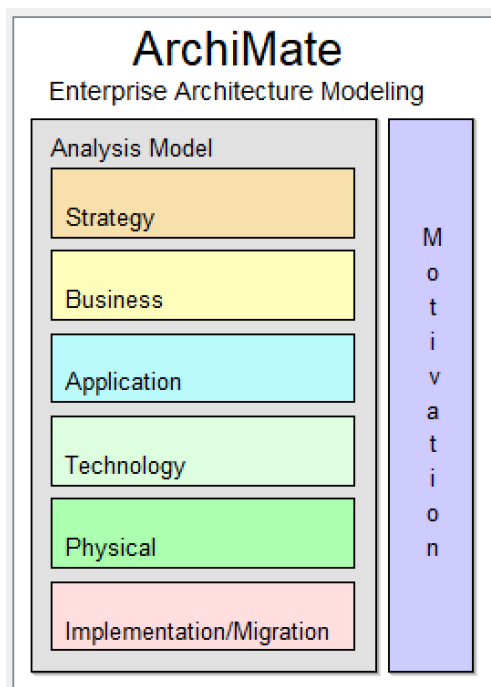 ArchiMate
Enterprise Architecture Modeling
Analysis Model
Strategy
Business
Application
Technology
Physical
Implementation/Migration
Motivation